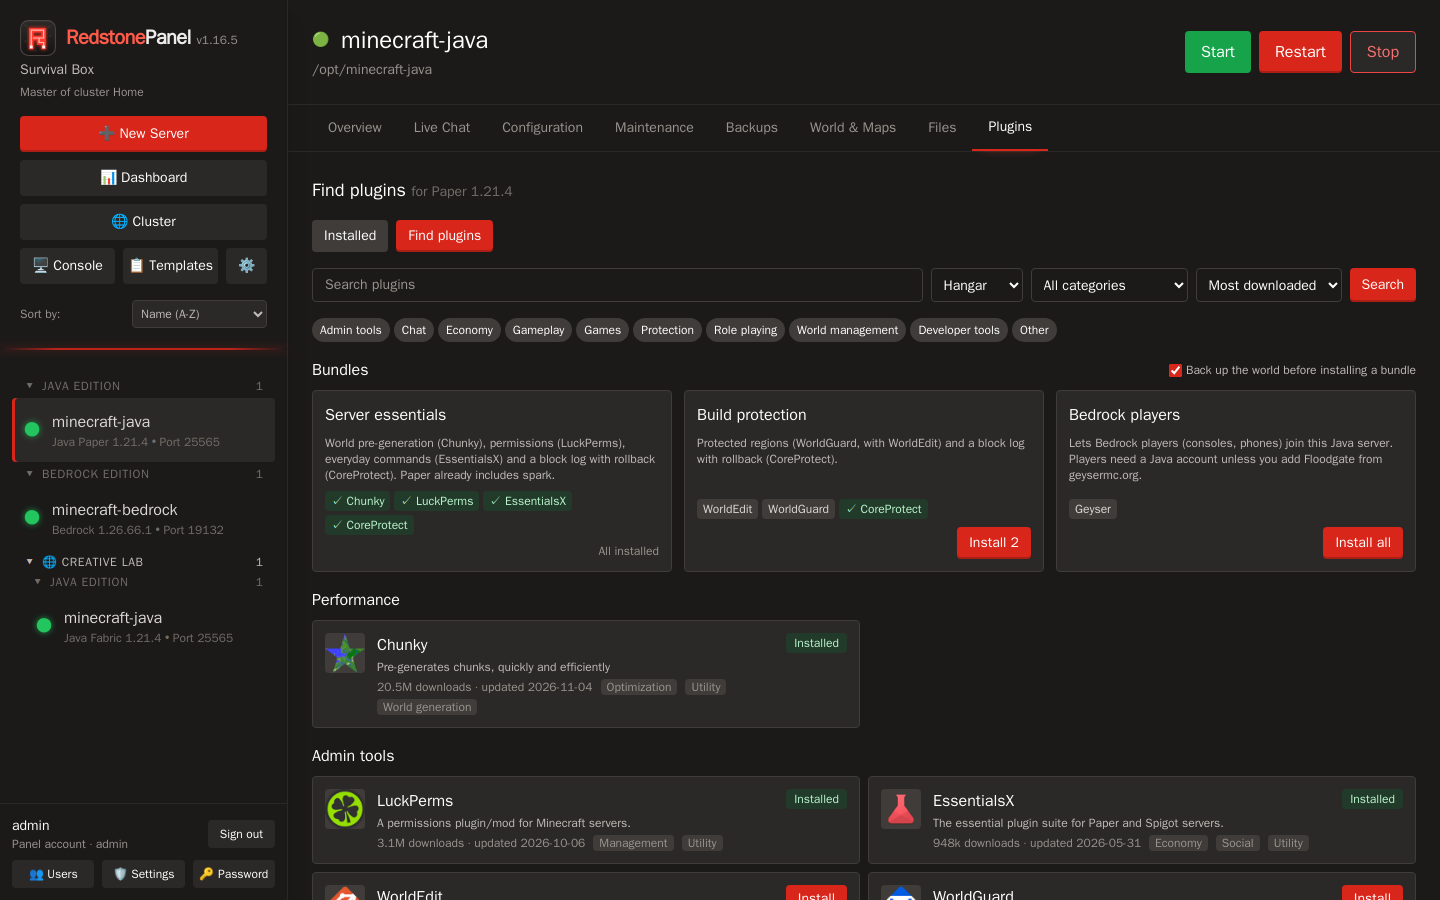 RedstonePanel v1.16.5
Survival Box
Master of cluster Home
➕ New Server
📊 Dashboard
🌐 Cluster
🖥️ Console
📋 Templates
Sort by:
Name (A-Z)
▼ JAVA EDITION 1
minecraft-java
Java Paper 1.21.4 • Port 25565
▼ BEDROCK EDITION 1
minecraft-bedrock
Bedrock 1.26.66.1 • Port 19132
▼ 🌐 CREATIVE LAB 1
▼ JAVA EDITION 1
minecraft-java
Java Fabric 1.21.4 • Port 25565
admin
Panel account · admin
Sign out
👥 Users
🛡️ Settings
🔑 Password
minecraft-java
/opt/minecraft-java
Start
Restart
Stop
Overview
Live Chat
Configuration
Maintenance
Backups
World & Maps
Files
Plugins
Find plugins for Paper 1.21.4
Installed
Find plugins
Search plugins
Hangar
All categories
Most downloaded
Search
Admin tools
Chat
Economy
Gameplay
Games
Protection
Role playing
World management
Developer tools
Other
Bundles
Back up the world before installing a bundle
Server essentials
World pre-generation (Chunky), permissions (LuckPerms),
everyday commands (EssentialsX) and a block log with rollback
(CoreProtect). Paper already includes spark.
✓ Chunky
✓ LuckPerms
✓ EssentialsX
✓ CoreProtect
All installed
Build protection
Protected regions (WorldGuard, with WorldEdit) and a block log
with rollback (CoreProtect).
WorldEdit
WorldGuard
✓ CoreProtect
Install 2
Bedrock players
Lets Bedrock players (consoles, phones) join this Java server.
Players need a Java account unless you add Floodgate from
geysermc.org.
Geyser
Install all
Performance
Chunky
Installed
Pre-generates chunks, quickly and efficiently
20.5M downloads · updated 2026-11-04
Optimization
Utility
World generation
Admin tools
LuckPerms
Installed
A permissions plugin/mod for Minecraft servers.
3.1M downloads · updated 2026-10-06
Management
Utility
EssentialsX
Installed
The essential plugin suite for Paper and Spigot servers.
948k downloads · updated 2026-05-31
Economy
Social
Utility
WorldEdit
Install
WorldGuard
Install